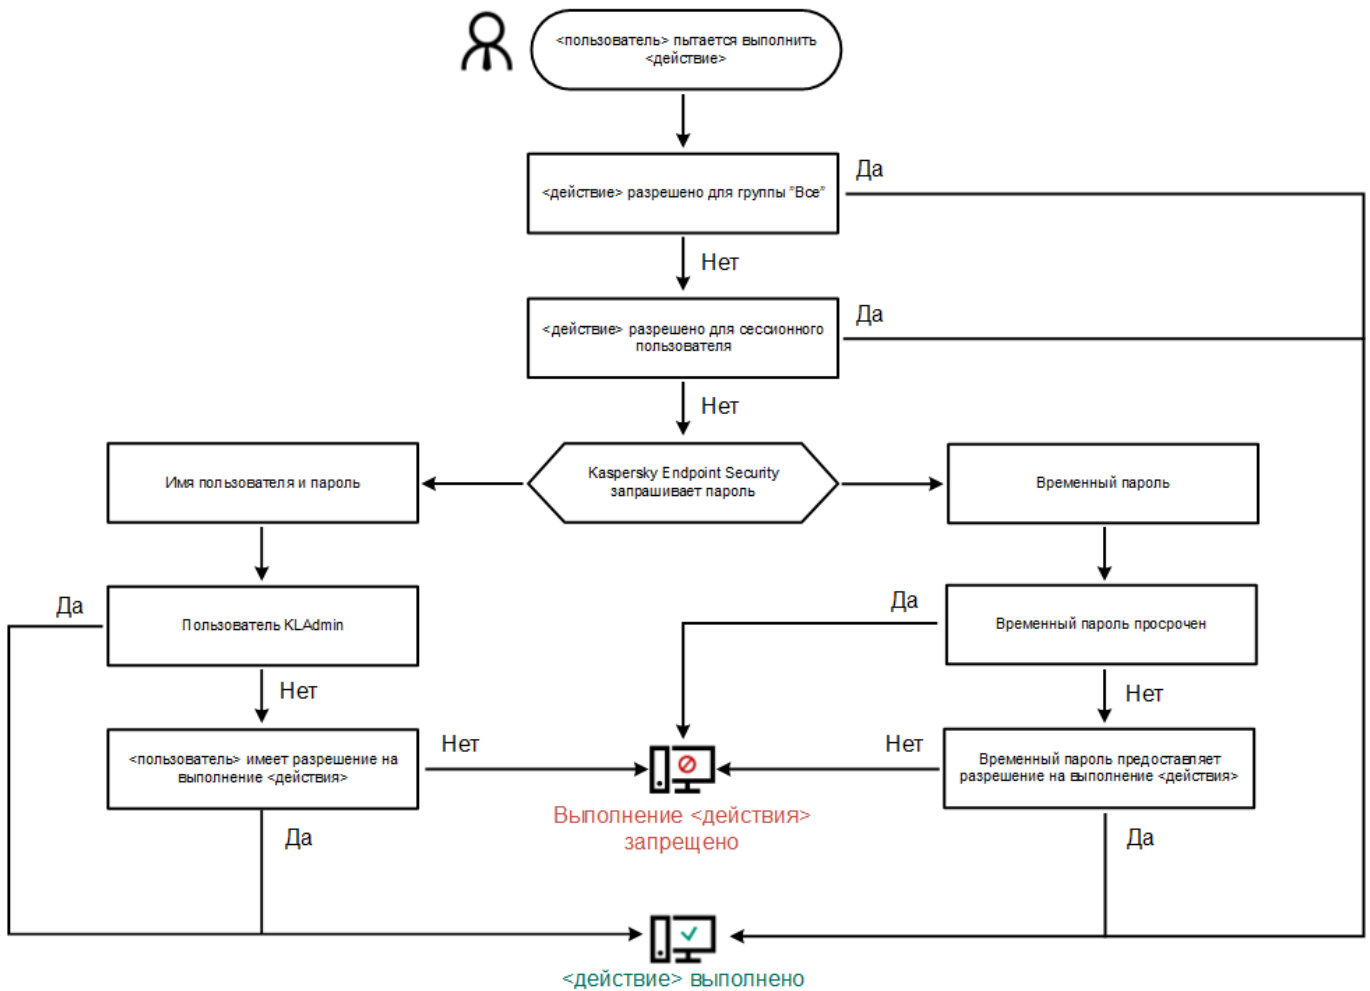 <пользователь> пытается выполнить
<действие>
Да
<действие> разрешено для группы "Все"
Нет
Да
<действие> разрешено для сессионного
пользователя
Нет
Имя пользователя и пароль
Kaspersky Endpoint Security
запрашивает пароль
Временный пароль
Да
Пользователь KLAdmin
Да
Временный пароль просрочен
Нет
Нет
<пользователь> имеет разрешение на
выполнение <действия>
Нет
Нет
Временный пароль предоставляет
разрешение на выполнение <действия>
Выполнение <действия>
запрещено
Да
Да
<действие> выполнено